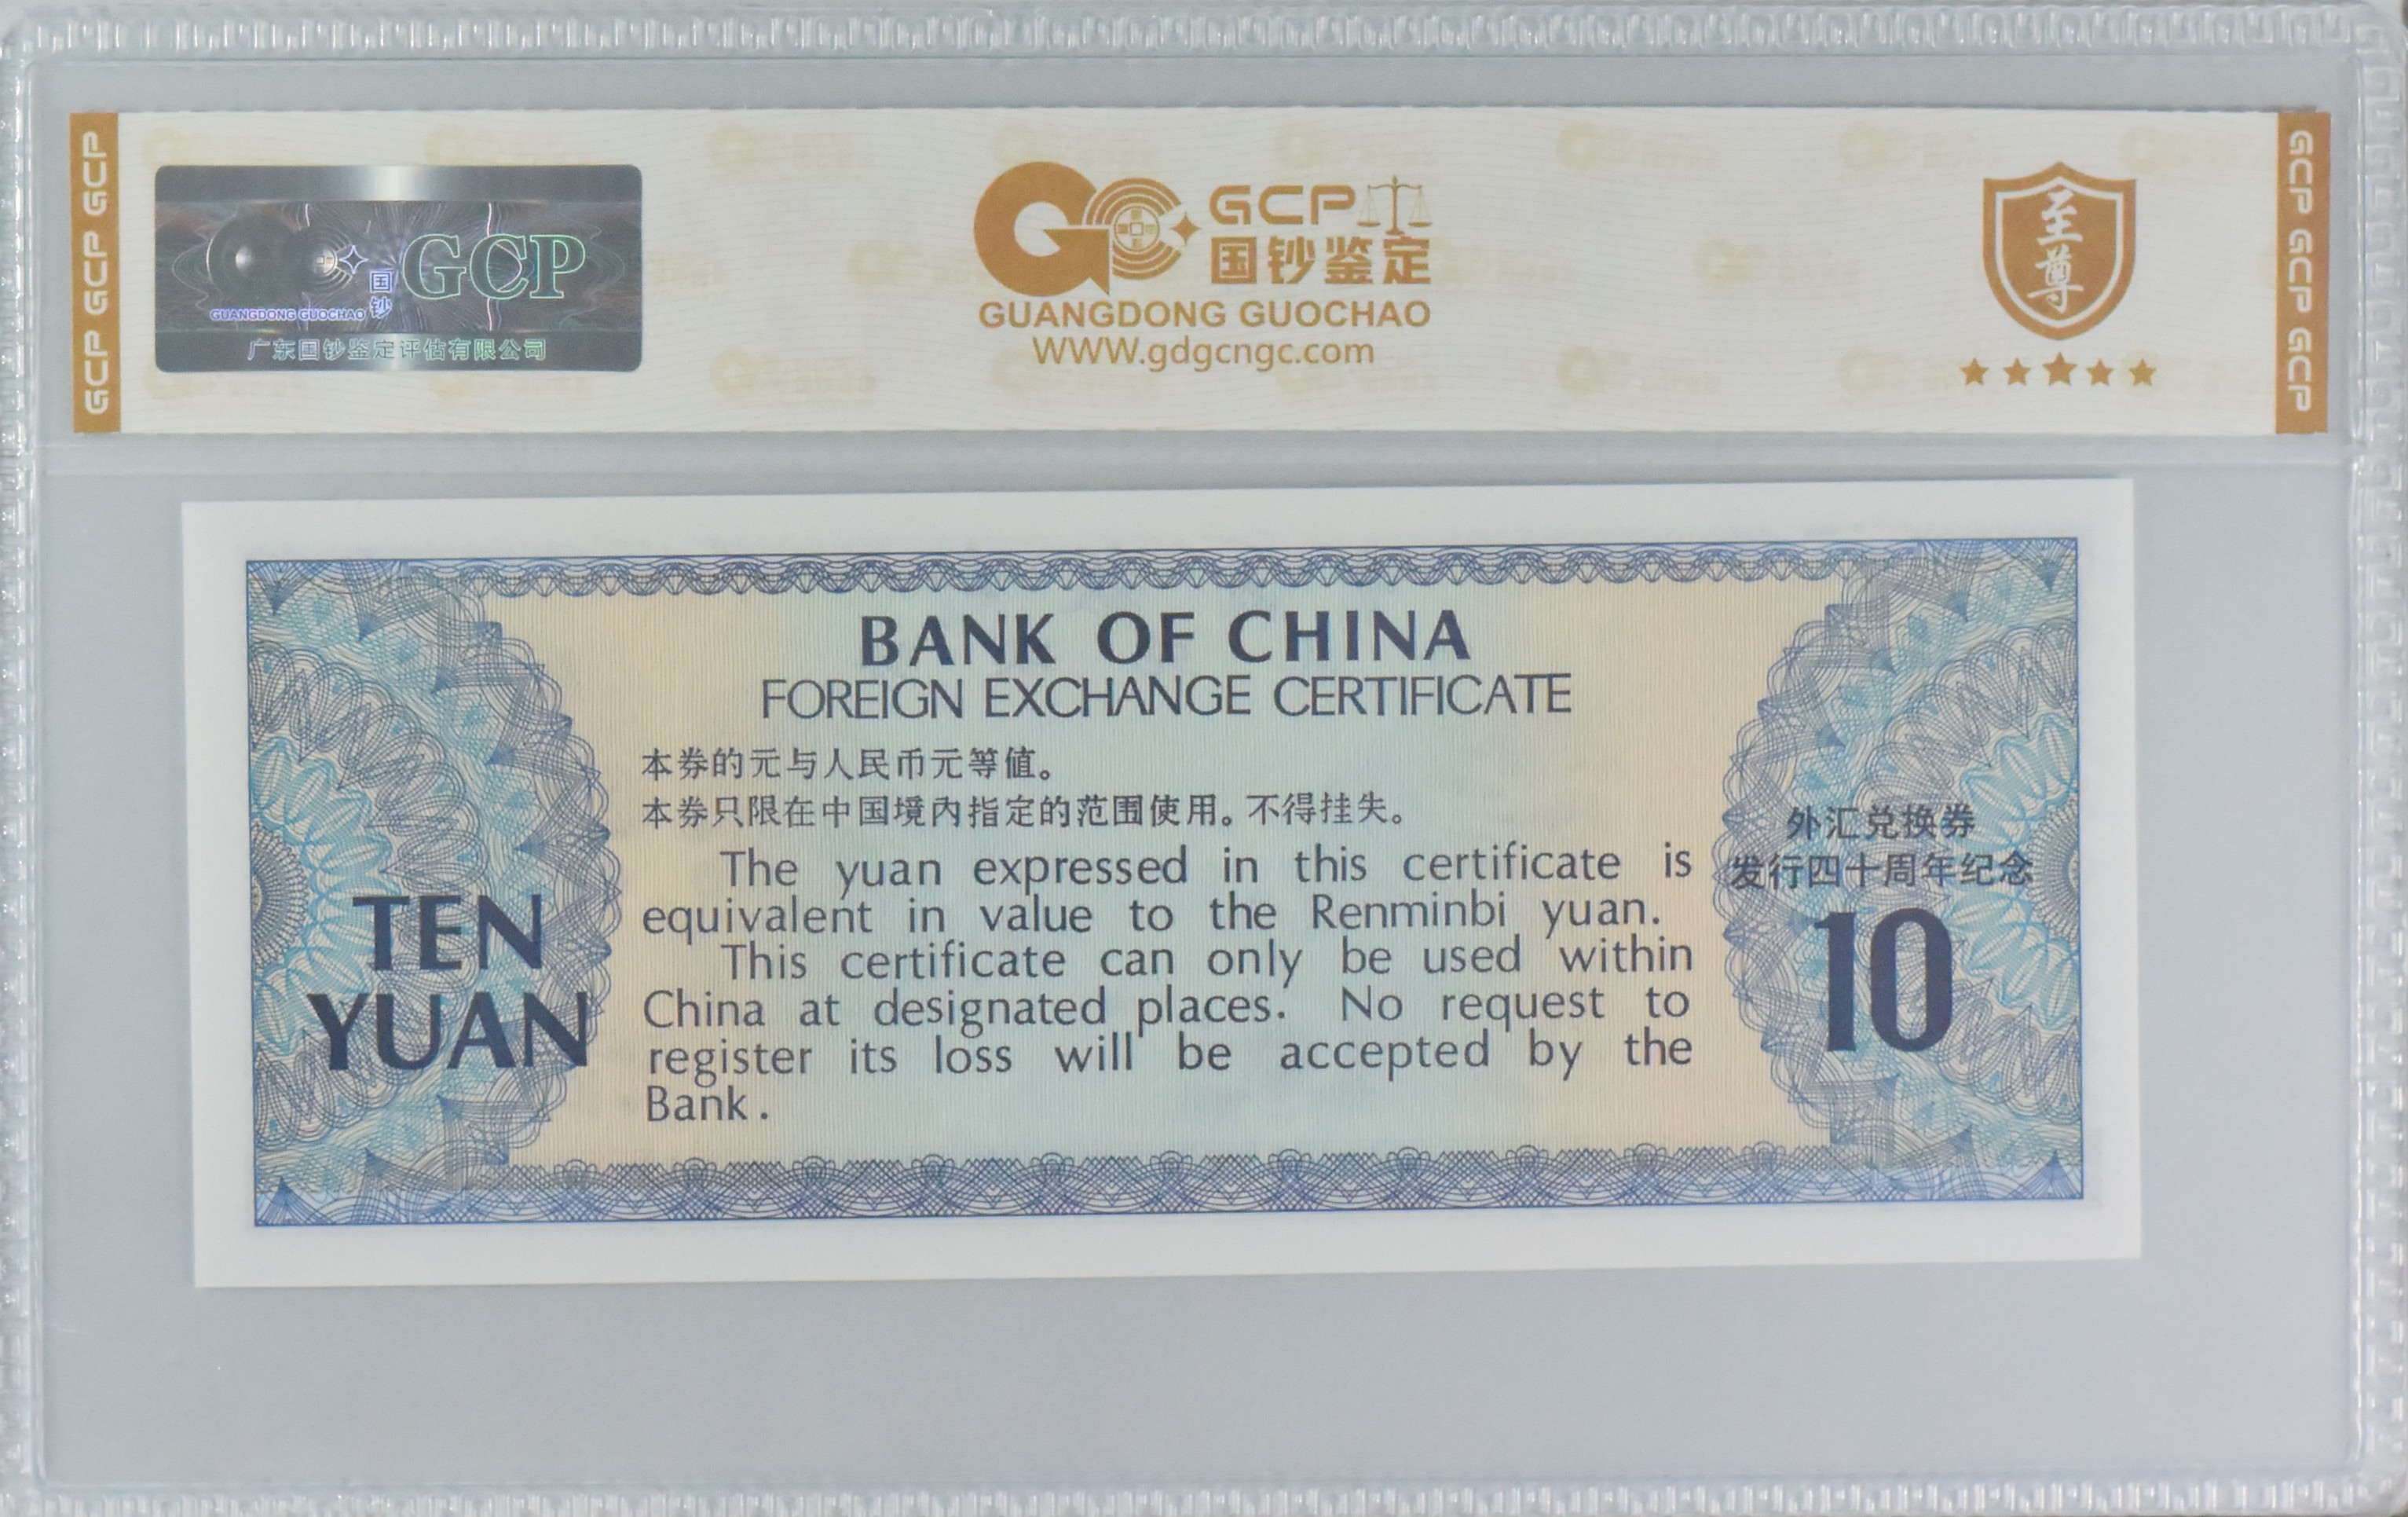 GCP GCP GCP
国钞
GCP
GUANGDONG GUOCHAO
广东国钞鉴定评估有限公司
GCP
国钞鉴定
GUANGDONG GUOCHAO
WWW.gdgcngc.com
至尊
GCP GCP GCP
BANK OF CHINA
FOREIGN EXCHANGE CERTIFICATE
本券的元与人民币元等值。
本券只限在中国境内指定的范围使用。不得挂失。
The yuan expressed in this certificate is
equivalent in value to the Renminbi yuan.
This certificate can only be used within
China at designated places. No request to
register its loss will be accepted by the
Bank.
TEN
YUAN
外汇兑换券
发行四十周年纪念
10